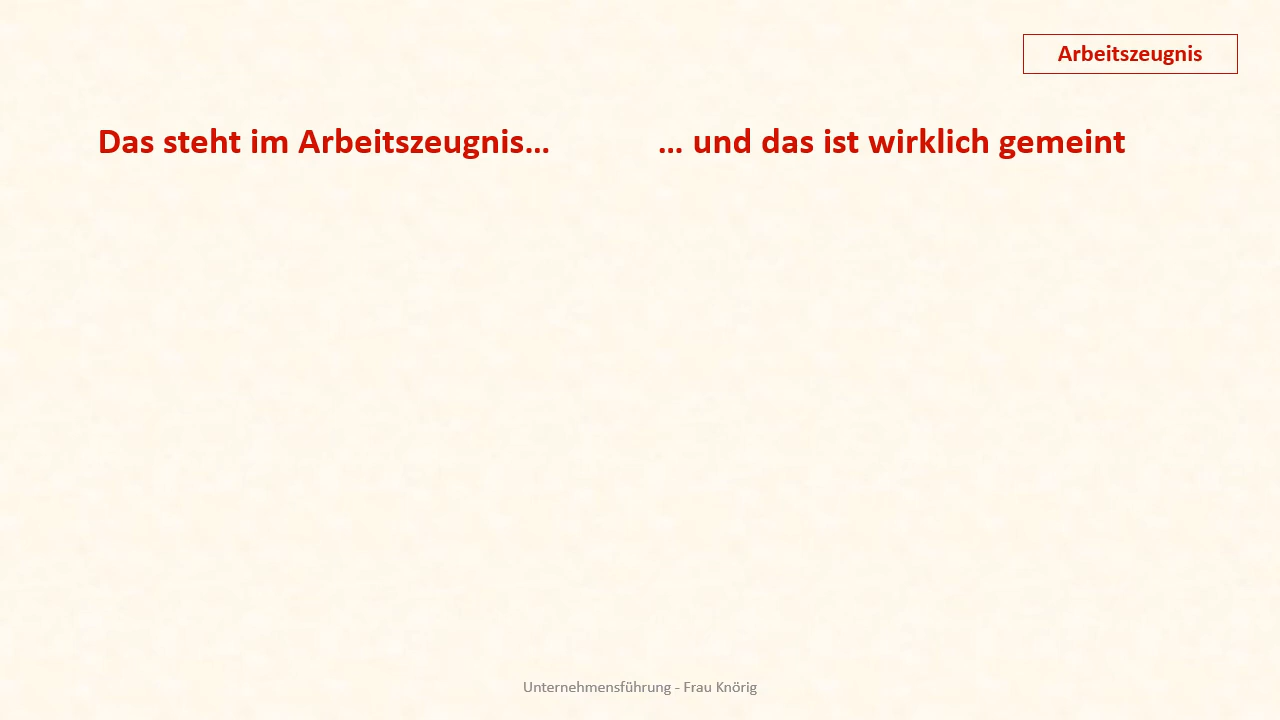 Arbeitszeugnis
Das steht im Arbeitszeugnis… … und das ist wirklich gemeint
Unternehmensführung - Frau Knörig